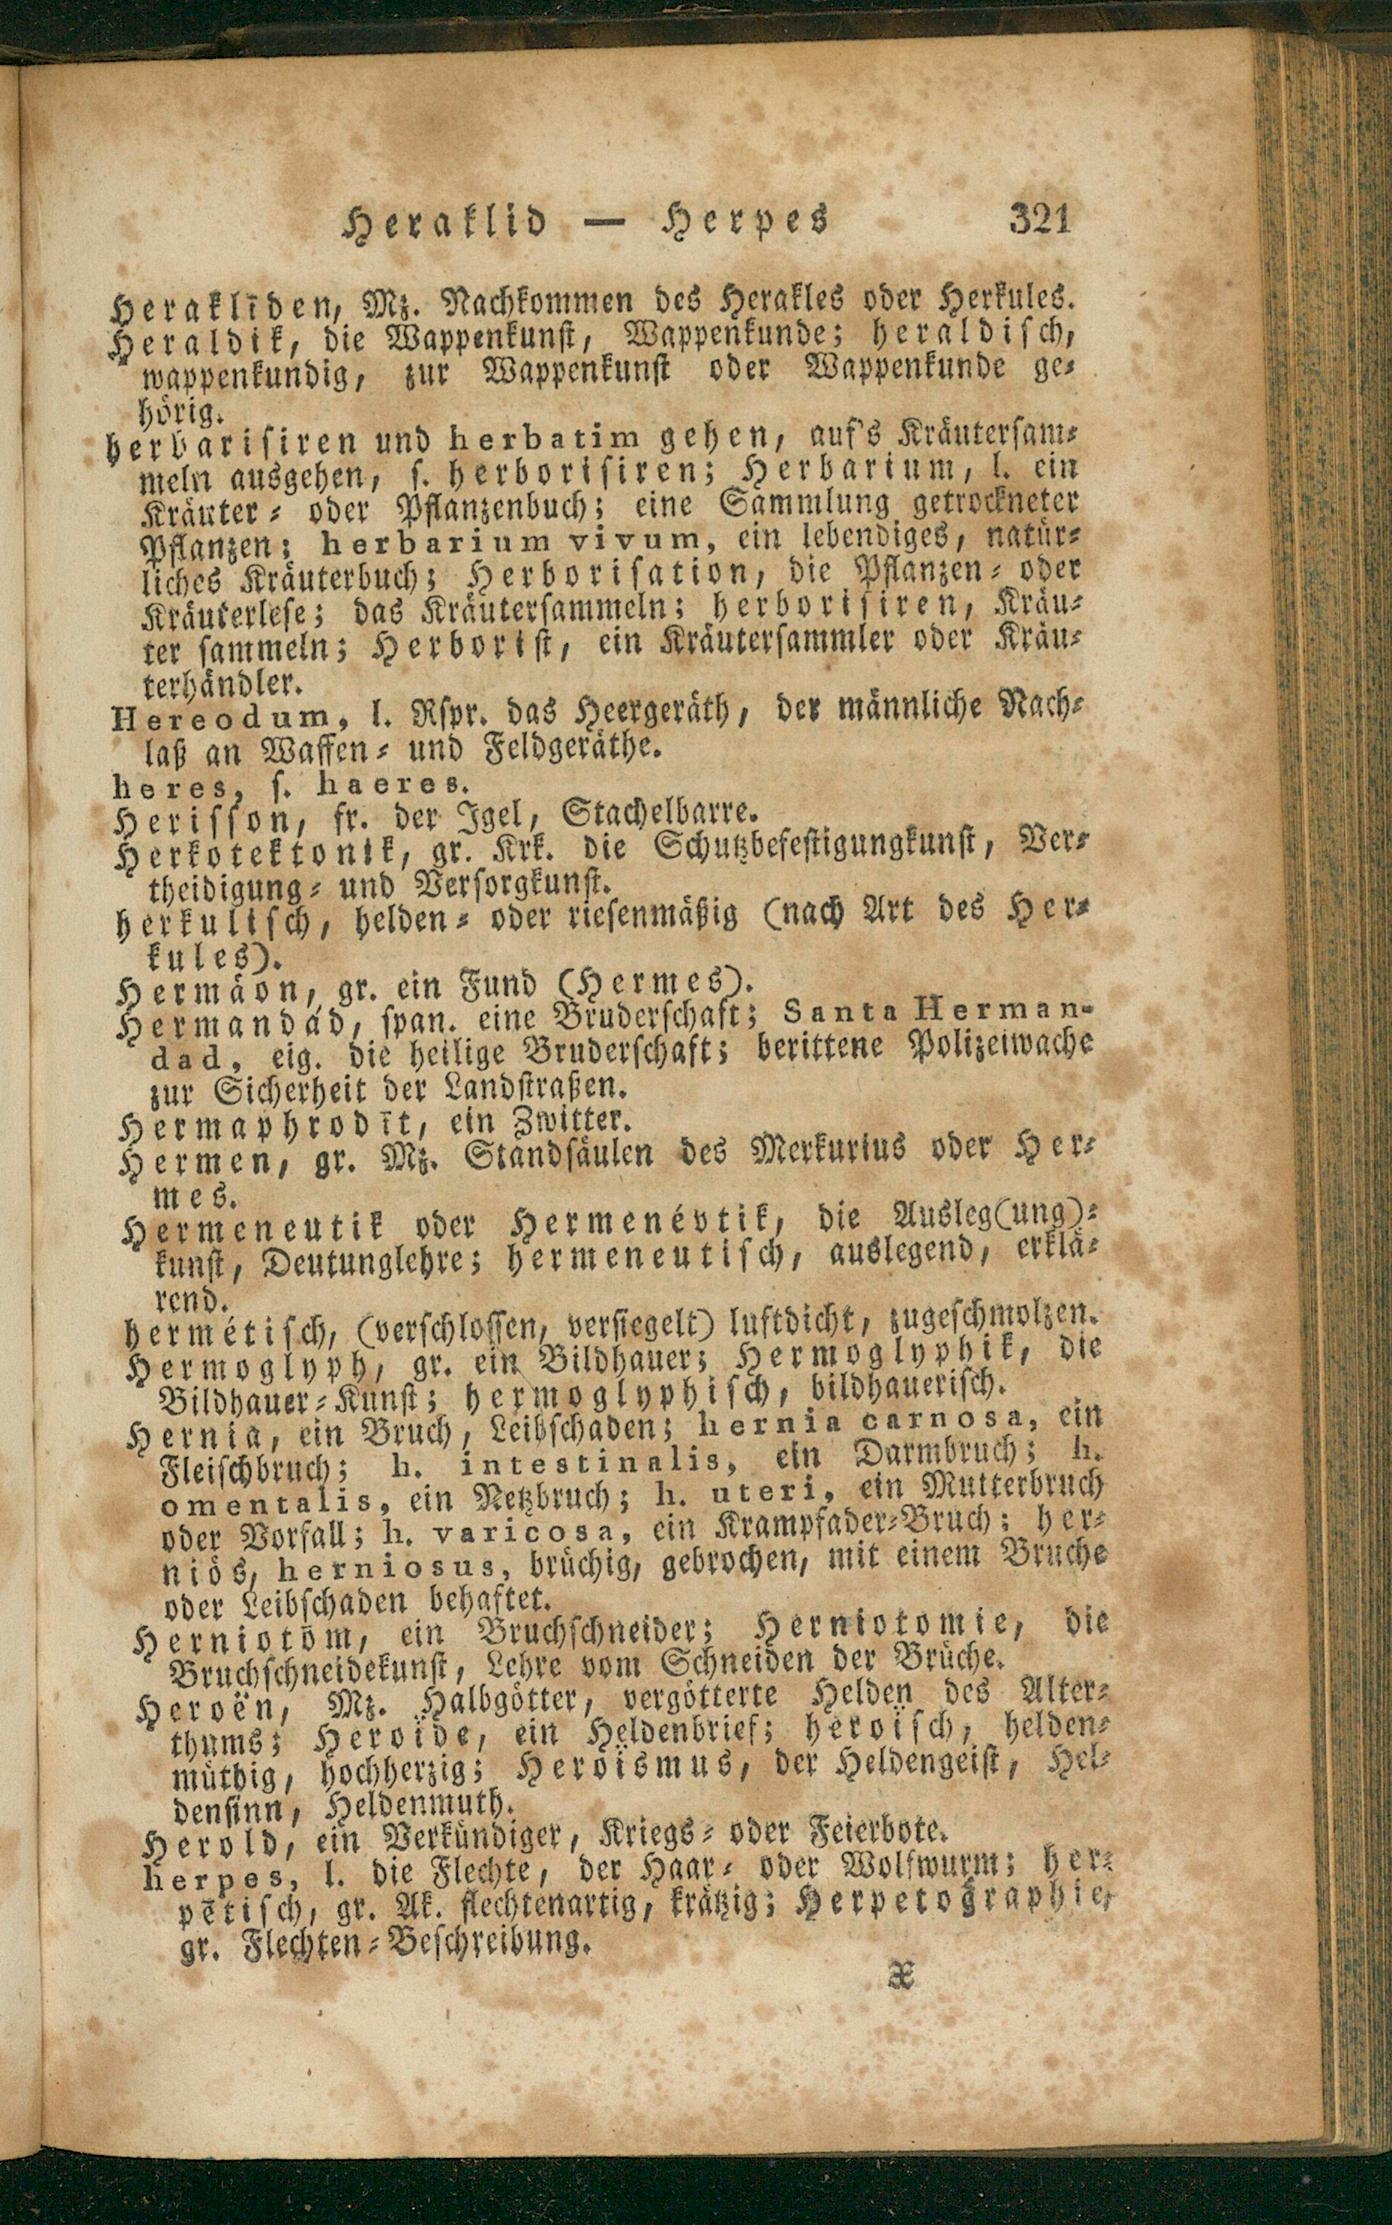 Heraklid — Herpes 321
Heraklīden, Mz. Nachkommen des Herakles oder Herkules.
Heraldik, die Wappenkunst, Wappenkunde; heraldisch,
wappenkundig, zur Wappenkunst oder Wappenkunde ge-
hörig.
herbarisiren und herbatim gehen, auf's Kräutersam-
meln ausgehen, s. herborisiren; Herbarium, l. ein
Kräuter- oder Pflanzenbuch; eine Sammlung getrockneter
Pflanzen; herbarium vivum, ein lebendiges, natür-
liches Kräuterbuch; Herborisation, die Pflanzen- oder
Kräuterlese; das Kräutersammeln; herborisiren, Kräu-
ter sammeln; Herborist, ein Kräutersammler oder Kräu-
terhändler.
Hereodum, l. Rspr. das Heergeräth, der männliche Nach-
laß an Waffen- und Feldgeräthe.
heres, s. haeres.
Herisson, fr. der Igel, Stachelbarre.
Herkotektonik, gr. Krk. die Schutzbefestigungkunst, Ver-
theidigung- und Versorgkunst.
herkulisch, helden- oder riesenmäßig (nach Art des Her-
kules).
Hermäon, gr. ein Fund (Hermes).
Hermandád, span. eine Bruderschaft; Santa Herman-
dad, eig. die heilige Bruderschaft; berittene Polizeiwache
zur Sicherheit der Landstraßen.
Hermaphrodīt, ein Zwitter.
Hermen, gr. Mz. Standsäulen des Merkurius oder Her-
mes.
Hermeneutik oder Hermenévtik, die Ausleg(ung)-
kunst, Deutunglehre; hermeneutisch, auslegend, erklä-
rend.
hermétisch, (verschlossen, versiegelt) luftdicht, zugeschmolzen.
Hermoglyph, gr. ein Bildhauer; Hermoglyphik, die
Bildhauer-Kunst; hermoglyphisch, bildhauerisch.
Hernia, ein Bruch, Leibschaden; hernia carnosa, ein
Fleischbruch; h. intestinalis, ein Darmbruch; h.
omentalis, ein Netzbruch; h. uteri, ein Mutterbruch
oder Vorfall; h. varicosa, ein Krampfader-Bruch; her-
niös, herniosus, brüchig, gebrochen, mit einem Bruche
oder Leibschaden behaftet.
Herniotōm, ein Bruchschneider; Herniotomie, die
Bruchschneidekunst, Lehre vom Schneiden der Brüche.
Heroën, Mz. Halbgötter, vergötterte Helden des Alter-
thums; Heroïde, ein Heldenbrief; heroïsch, helden-
müthig, hochherzig; Heroïsmus, der Heldengeist, Hel-
densinn, Heldenmuth.
Herold, ein Verkündiger, Kriegs- oder Feierbote.
herpes, l. die Flechte, der Haar- oder Wolfwurm; her-
pētisch, gr. Ak. flechtenartig, krätzig; Herpetographie,
gr. Flechten-Beschreibung.
X